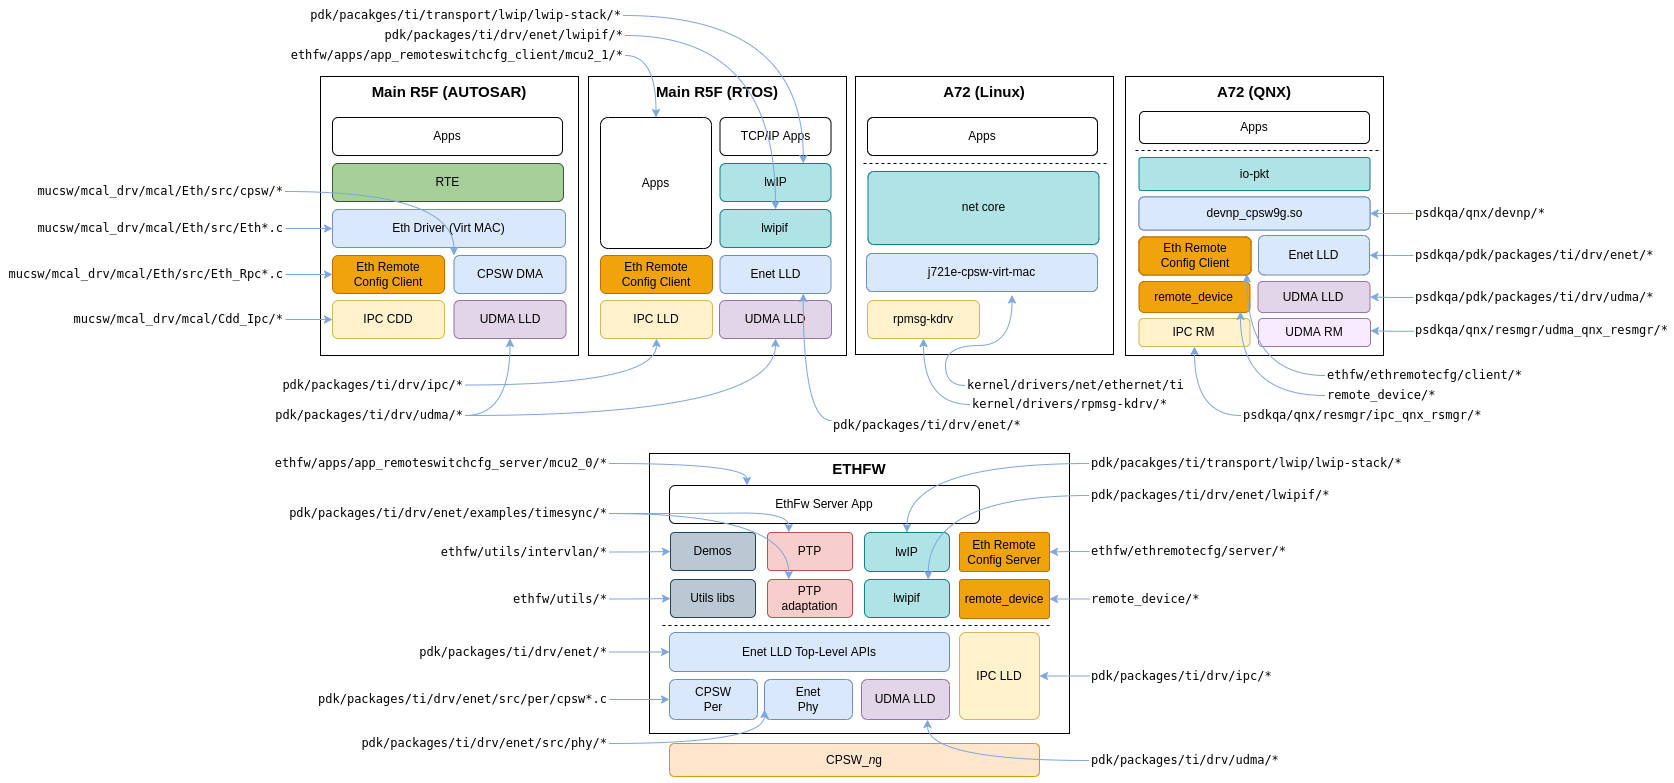 pdk/pacakges/ti/transport/lwip/lwip-stack/*
pdk/packages/ti/drv/enet/lwipif/*
ethfw/apps/app_remoteswitchcfg_client/mcu2_1/*
Main R5F (AUTOSAR)
Apps
RTE
Eth Driver (Virt MAC)
Eth Remote
Config Client
CPSW DMA
IPC CDD
UDMA LLD
mucsw/mcal_drv/mcal/Eth/src/cpsw/*
mucsw/mcal_drv/mcal/Eth/src/Eth*.c
mucsw/mcal_drv/mcal/Eth/src/Eth_Rpc*.c
mucsw/mcal_drv/mcal/Cdd_Ipc/*
Main R5F (RTOS)
Apps
TCP/IP Apps
lwIP
lwipif
Eth Remote
Config Client
Enet LLD
IPC LLD
UDMA LLD
A72 (Linux)
Apps
net core
j721e-cpsw-virt-mac
rpmsg-kdrv
A72 (QNX)
Apps
io-pkt
devnp_cpsw9g.so
Eth Remote
Config Client
Enet LLD
remote_device
UDMA LLD
IPC RM
UDMA RM
psdkqa/qnx/devnp/*
psdkqa/pdk/packages/ti/drv/enet/*
psdkqa/pdk/packages/ti/drv/udma/*
psdkqa/qnx/resmgr/udma_qnx_resmgr/*
pdk/packages/ti/drv/ipc/*
pdk/packages/ti/drv/udma/*
pdk/packages/ti/drv/enet/*
kernel/drivers/net/ethernet/ti
kernel/drivers/rpmsg-kdrv/*
ethfw/ethremotecfg/client/*
remote_device/*
psdkqa/qnx/resmgr/ipc_qnx_rsmgr/*
ETHFW
EthFw Server App
Demos
PTP
lwIP
Eth Remote
Config Server
Utils libs
PTP
adaptation
lwipif
remote_device
Enet LLD Top-Level APIs
IPC LLD
CPSW
Per
Enet
Phy
UDMA LLD
CPSW_ng
ethfw/apps/app_remoteswitchcfg_server/mcu2_0/*
pdk/packages/ti/drv/enet/examples/timesync/*
ethfw/utils/intervlan/*
ethfw/utils/*
pdk/packages/ti/drv/enet/*
pdk/packages/ti/drv/enet/src/per/cpsw*.c
pdk/packages/ti/drv/enet/src/phy/*
pdk/pacakges/ti/transport/lwip/lwip-stack/*
pdk/packages/ti/drv/enet/lwipif/*
ethfw/ethremotecfg/server/*
remote_device/*
pdk/packages/ti/drv/ipc/*
pdk/packages/ti/drv/udma/*